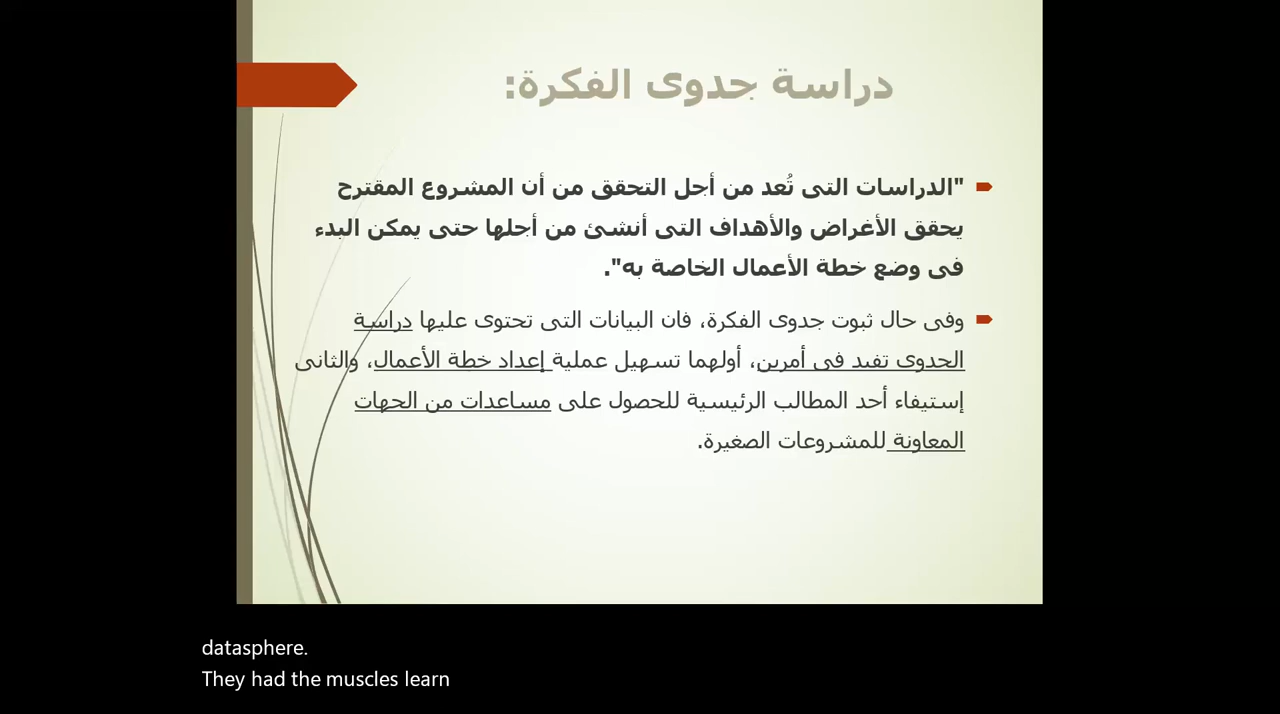 دراسة جدوى الفكرة:
"الدراسات التى تُعد من أجل التحقق من أن المشروع المقترح
يحقق الأغراض والأهداف التى أنشئ من أجلها حتى يمكن البدء
فى وضع خطة الأعمال الخاصة به".
وفى حال ثبوت جدوى الفكرة، فان البيانات التى تحتوى عليها دراسة
الجدوى تفيد فى أمرين، أولهما تسهيل عملية إعداد خطة الأعمال، والثانى
إستيفاء أحد المطالب الرئيسية للحصول على مساعدات من الجهات
المعاونة للمشروعات الصغيرة.
datasphere.
They had the muscles learn